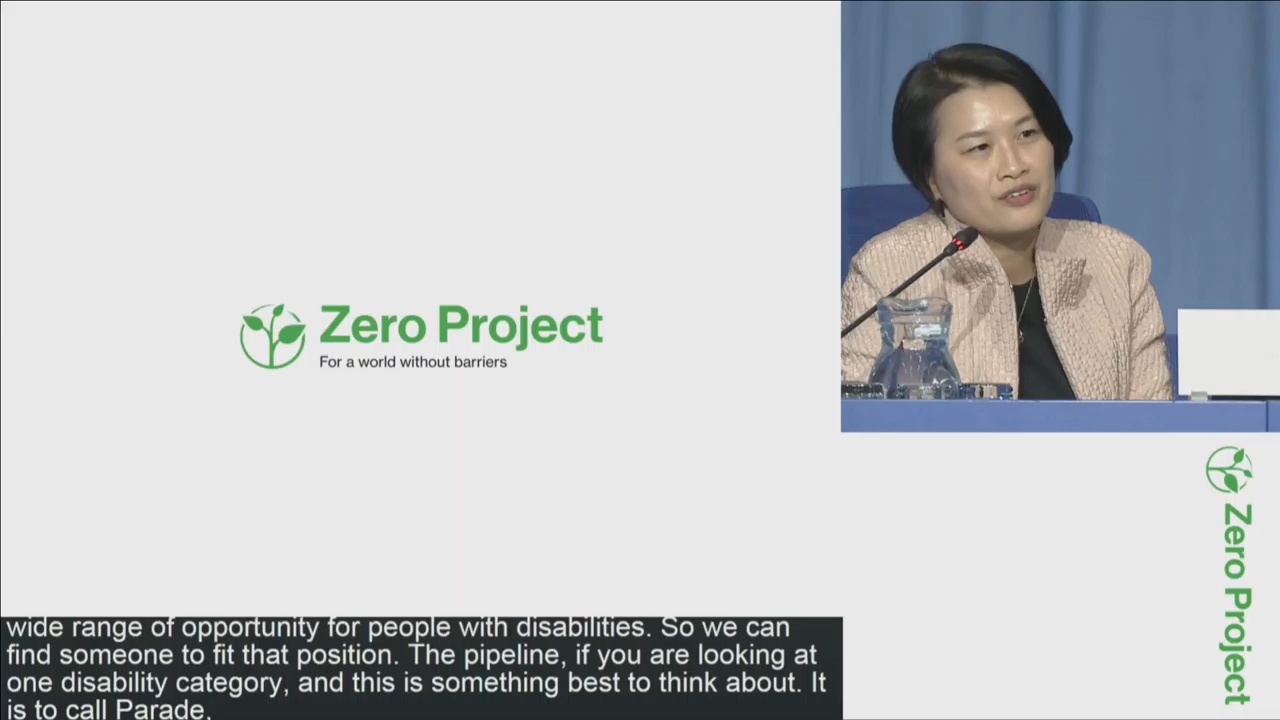 Zero Project
For a world without barriers
Zero Project
wide range of opportunity for people with disabilities. So we can
find someone to fit that position. The pipeline, if you are looking at
one disability category, and this is something best to think about. It
is to call Parade.